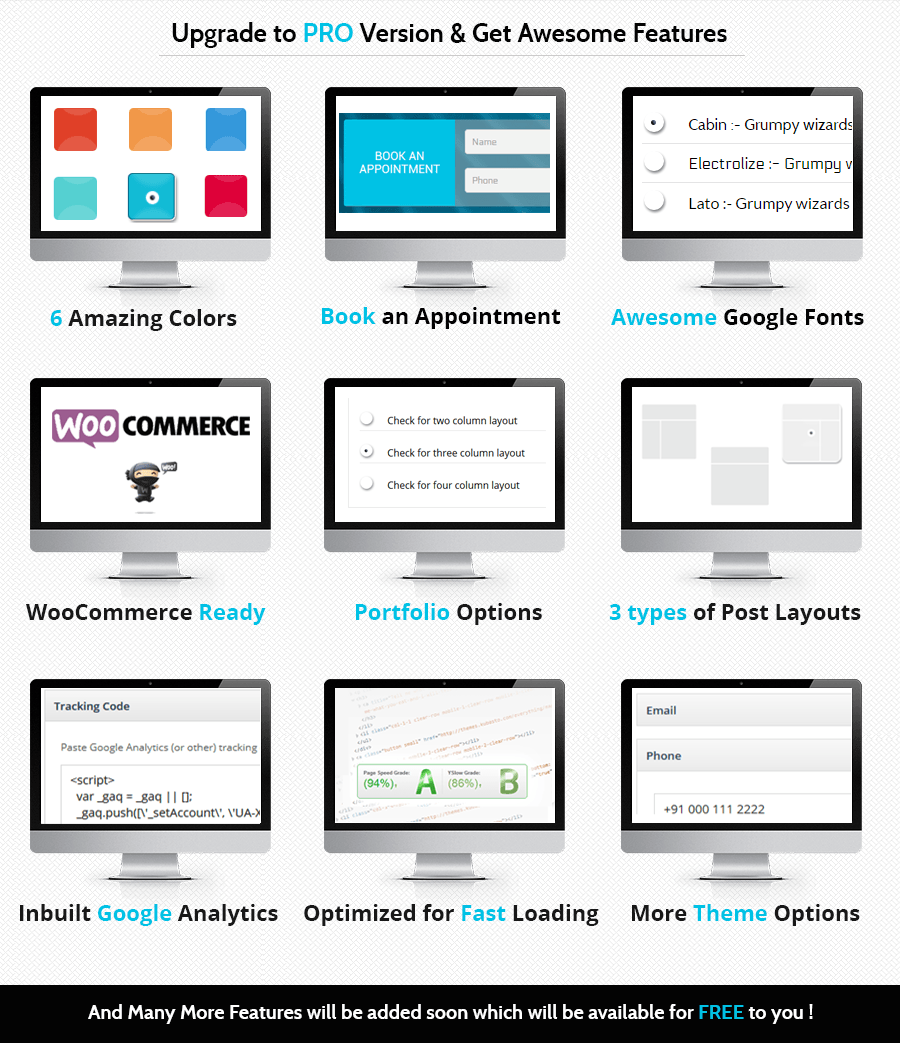 Upgrade to PRO Version & Get Awesome Features
BOOK AN
APPOINTMENT
Name
Phone
Cabin :- Grumpy wizards
Electrolize :- Grumpy w
Lato :- Grumpy wizards
6 Amazing Colors
Book an Appointment
Awesome Google Fonts
WOO COMMERCE
WOO!
Check for two column layout
Check for three column layout
Check for four column layout
WooCommerce Ready
Portfolio Options
3 types of Post Layouts
Tracking Code
Paste Google Analytics (or other) tracking
<script>
var _gaq = _gaq || [];
_gaq.push([\'_setAccount\', \'UA-X
Page Speed Grade:
(94%)↓ A
YSlow Grade:
(86%)↓ B
Email
Phone
+91 000 111 2222
Inbuilt Google Analytics
Optimized for Fast Loading
More Theme Options
And Many More Features will be added soon which will be available for FREE to you !